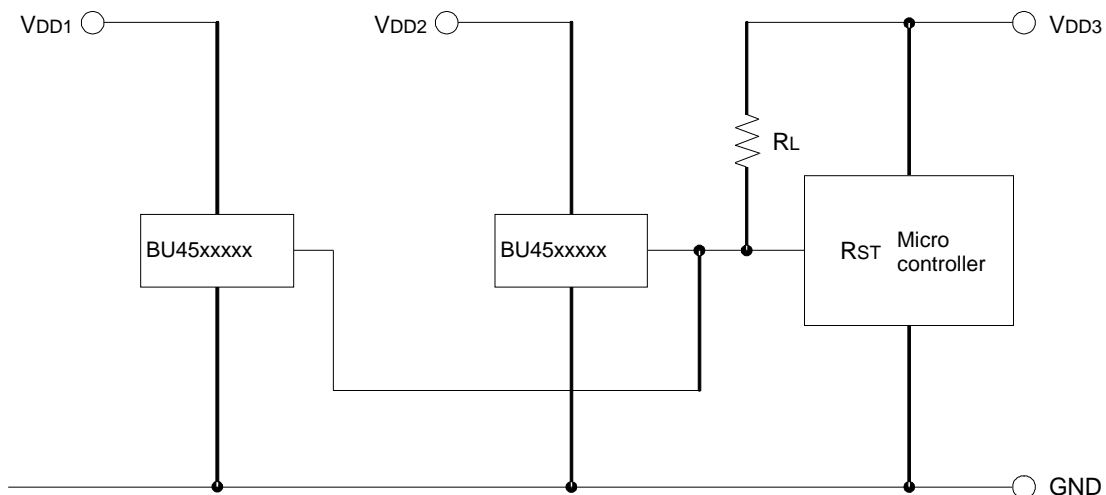 VDD1
VDD2
VDD3
RL
BU45xxxxx
BU45xxxxx
RST
Micro
controller
GND